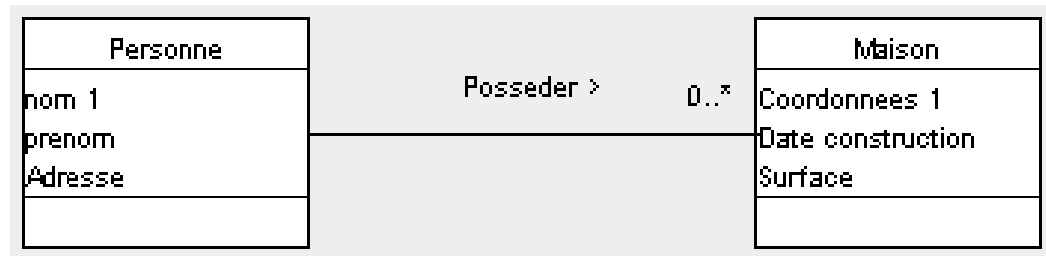 Personne
nom 1
prenom
Adresse
Posseder >
0..*
Maison
Coordonnees 1
Date construction
Surface